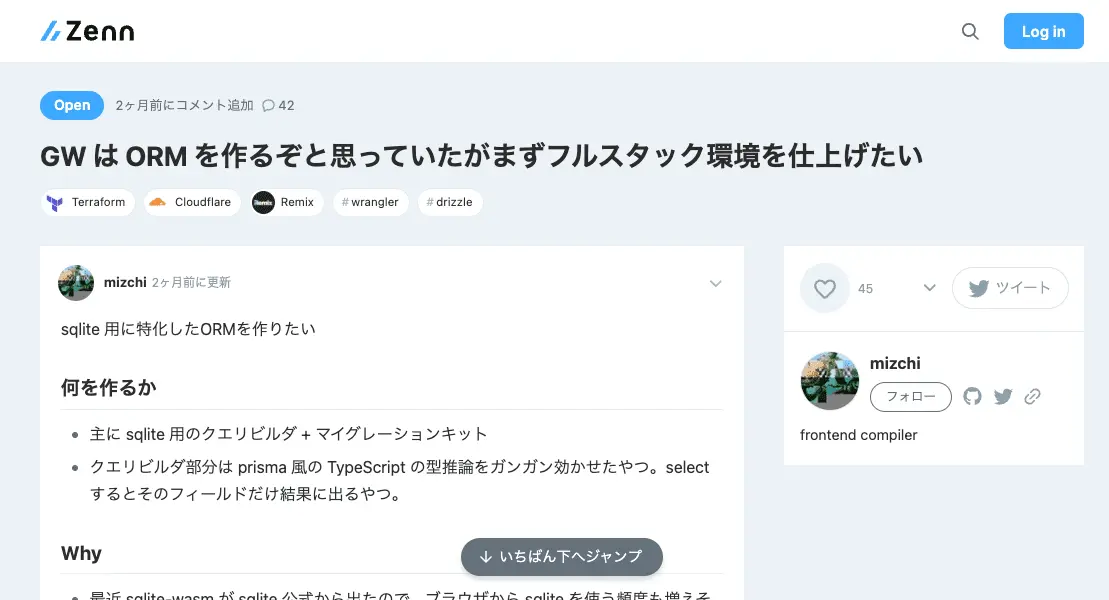 Zenn
Log in
Open 2ヶ月前にコメント追加 42
GW は ORM を作るぞと思っていたがまずフルスタック環境を仕上げたい
Terraform Cloudflare Remix #wrangler #drizzle
mizchi 2ヶ月前に更新
sqlite 用に特化したORMを作りたい
何を作るか
主に sqlite 用のクエリビルダ + マイグレーションキット
クエリビルダ部分は prisma 風の TypeScript の型推論をガンガン効かせたやつ。select
するとそのフィールドだけ結果に出るやつ。
Why
最近 sqlite-wasm が sqlite 公式から出たので、ブラウザから sqlite を使う頻度も増えそ
↓ いちばん下へジャンプ
45
ツイート
mizchi
フォロー
frontend compiler